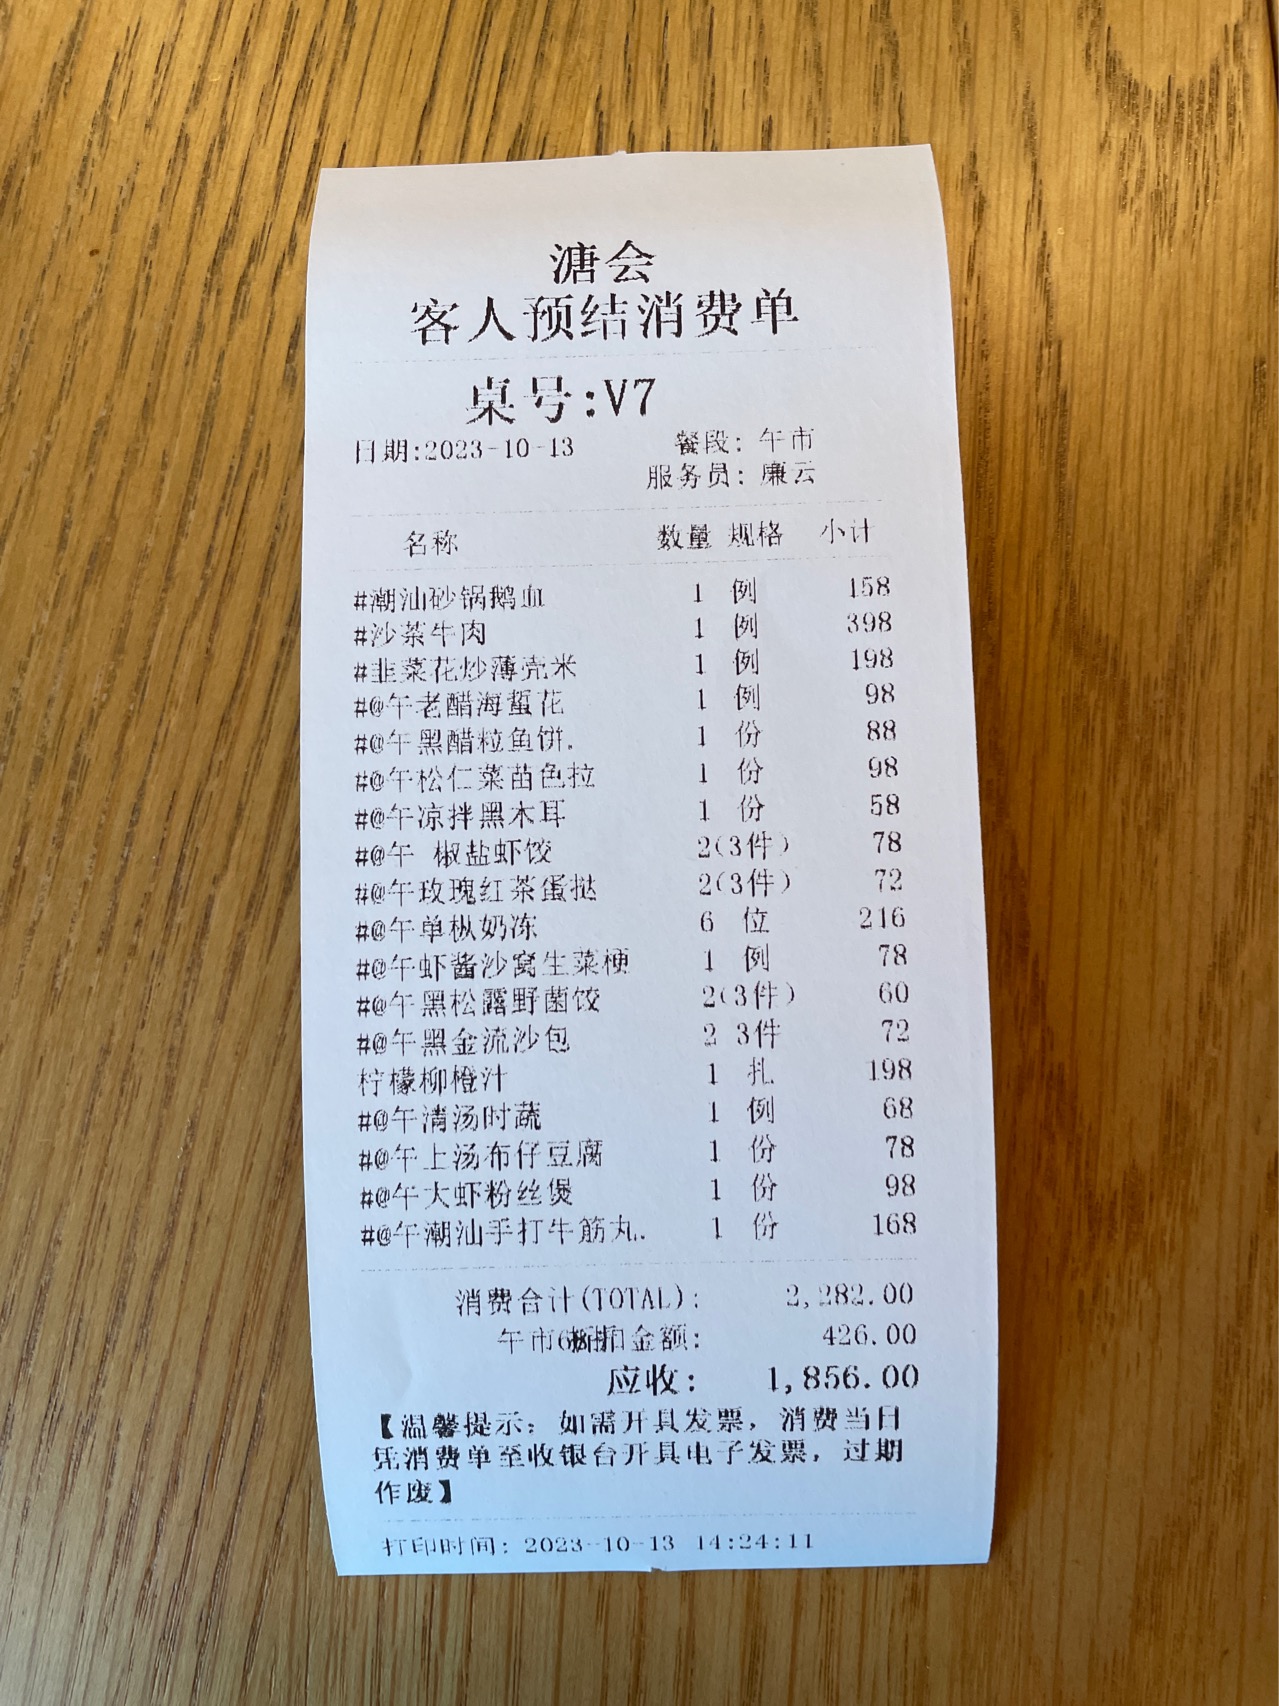 溏会
客人预结消费单
桌号:V7
日期:2023-10-13 餐段: 午市
服务员: 廉云
名称 数量 规格 小计
#潮汕砂锅鹅血 1 例 158
#沙茶牛肉 1 例 398
#韭菜花炒薄壳米 1 例 198
#@午老醋海蜇花 1 例 98
#@午黑醋粒鱼饼. 1 份 88
#@午松仁菜苗色拉 1 份 98
#@午凉拌黑木耳 1 份 58
#@午 椒盐虾饺 2(3件) 78
#@午玫瑰红茶蛋挞 2(3件) 72
#@午单枞奶冻 6 位 216
#@午虾酱沙窝生菜梗 1 例 78
#@午黑松露野菌饺 2(3件) 60
#@午黑金流沙包 2 3件 72
柠檬柳橙汁 1 扎 198
#@午清汤时蔬 1 例 68
#@午上汤布仔豆腐 1 份 78
#@午大虾粉丝煲 1 份 98
#@午潮汕手打牛筋丸. 1 份 168
消费合计(TOTAL): 2,282.00
午市 金额: 426.00
应收: 1,856.00
【温馨提示: 如需开具发票, 消费当日
凭消费单至收银台开具电子发票, 过期
作废】
打印时间: 2023-10-13 14:24:11